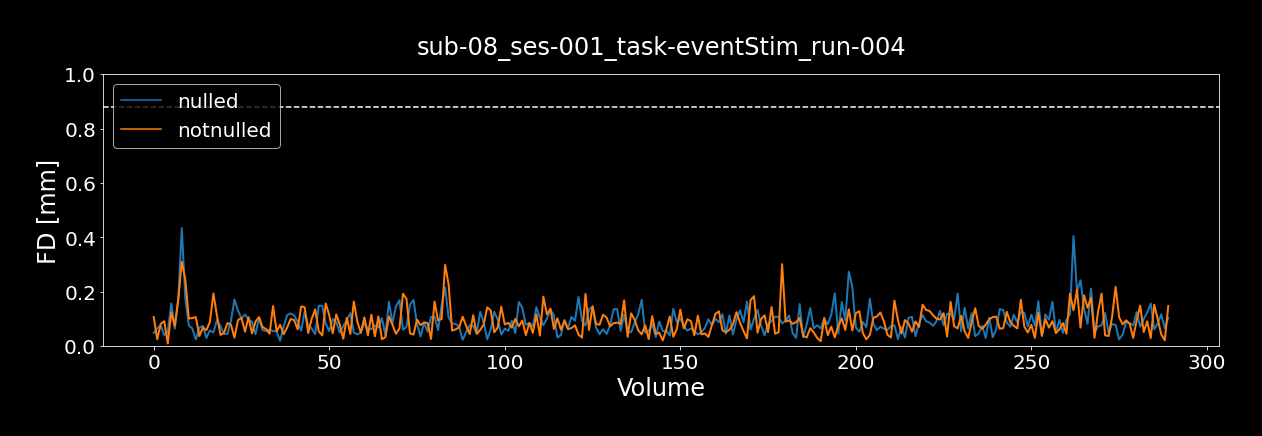 sub-08_ses-001_task-eventStim_run-004
1.0
nulled
notnulled
0.8
0.6
0.4
0.2
0.0
FD [mm]
0 50 100 150 200 250 300
Volume